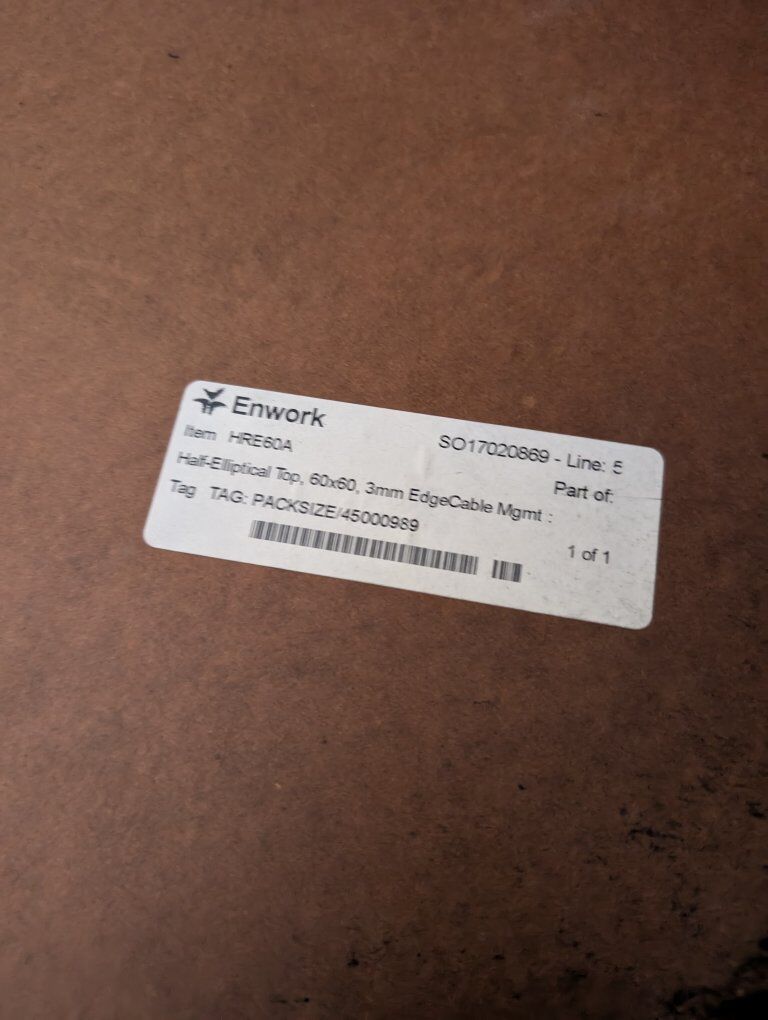 Enwork
SO17020869 - Line: 5
Item HRE60A
Part of:
Half-Elliptical Top, 60x60, 3mm EdgeCable Mgmt :
Tag TAG: PACKSIZE/45000989
1 of 1